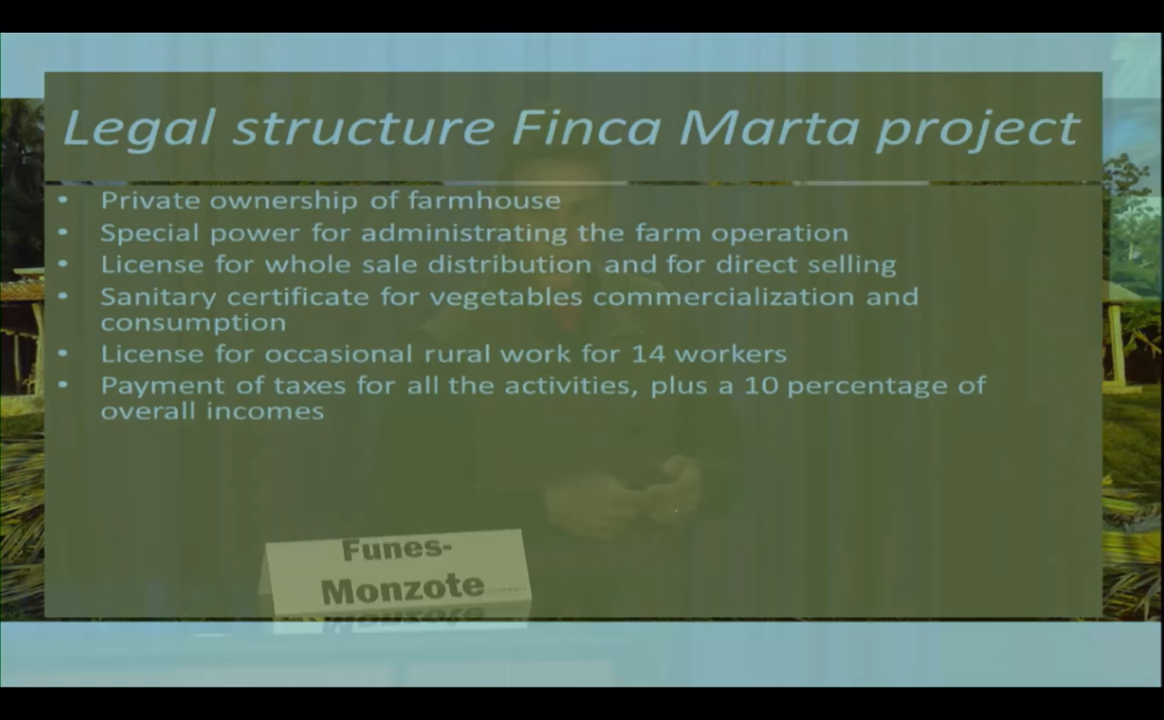 Legal structure Finca Marta project
• Private ownership of farmhouse
• Special power for administrating the farm operation
• License for whole sale distribution and for direct selling
• Sanitary certificate for vegetables commercialization and
consumption
• License for occasional rural work for 14 workers
• Payment of taxes for all the activities, plus a 10 percentage of
overall incomes
Funes-
Monzote